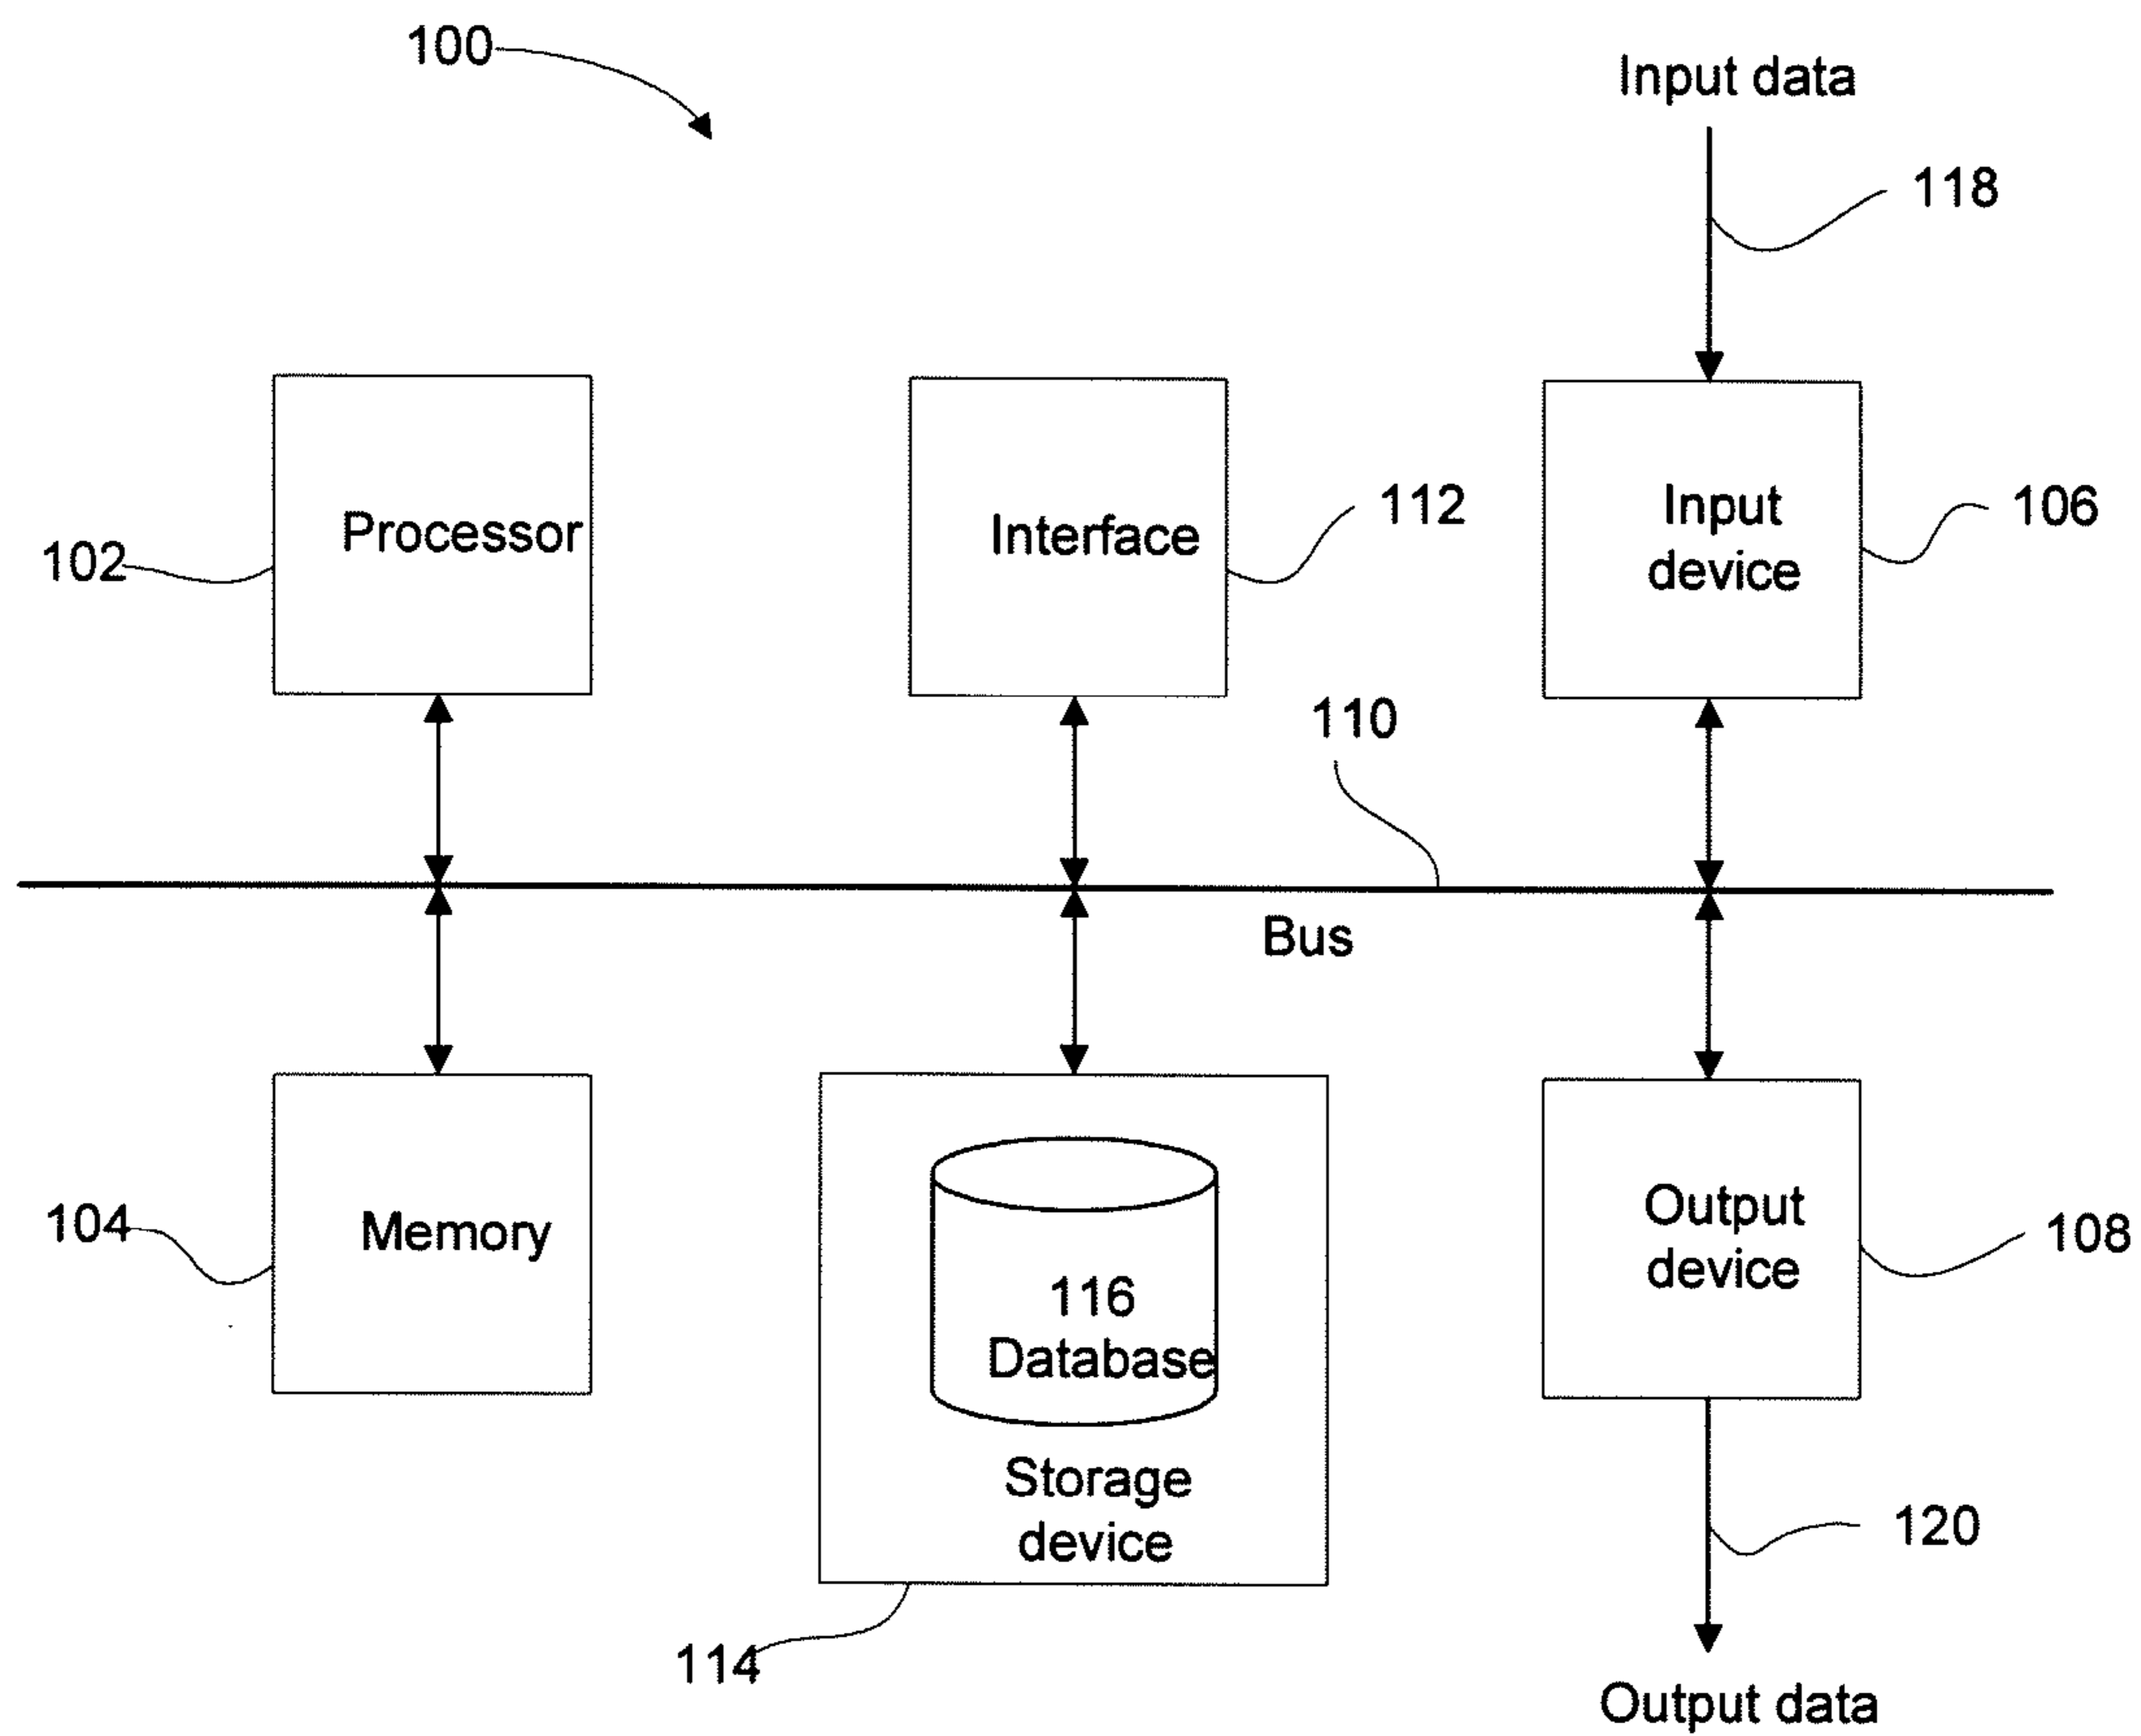 100
Input data
118
Processor
Interface
Input
device
102
112
106
110
Bus
104
Memory
116
Database
Storage
device
Output
device
108
114
120
Output data